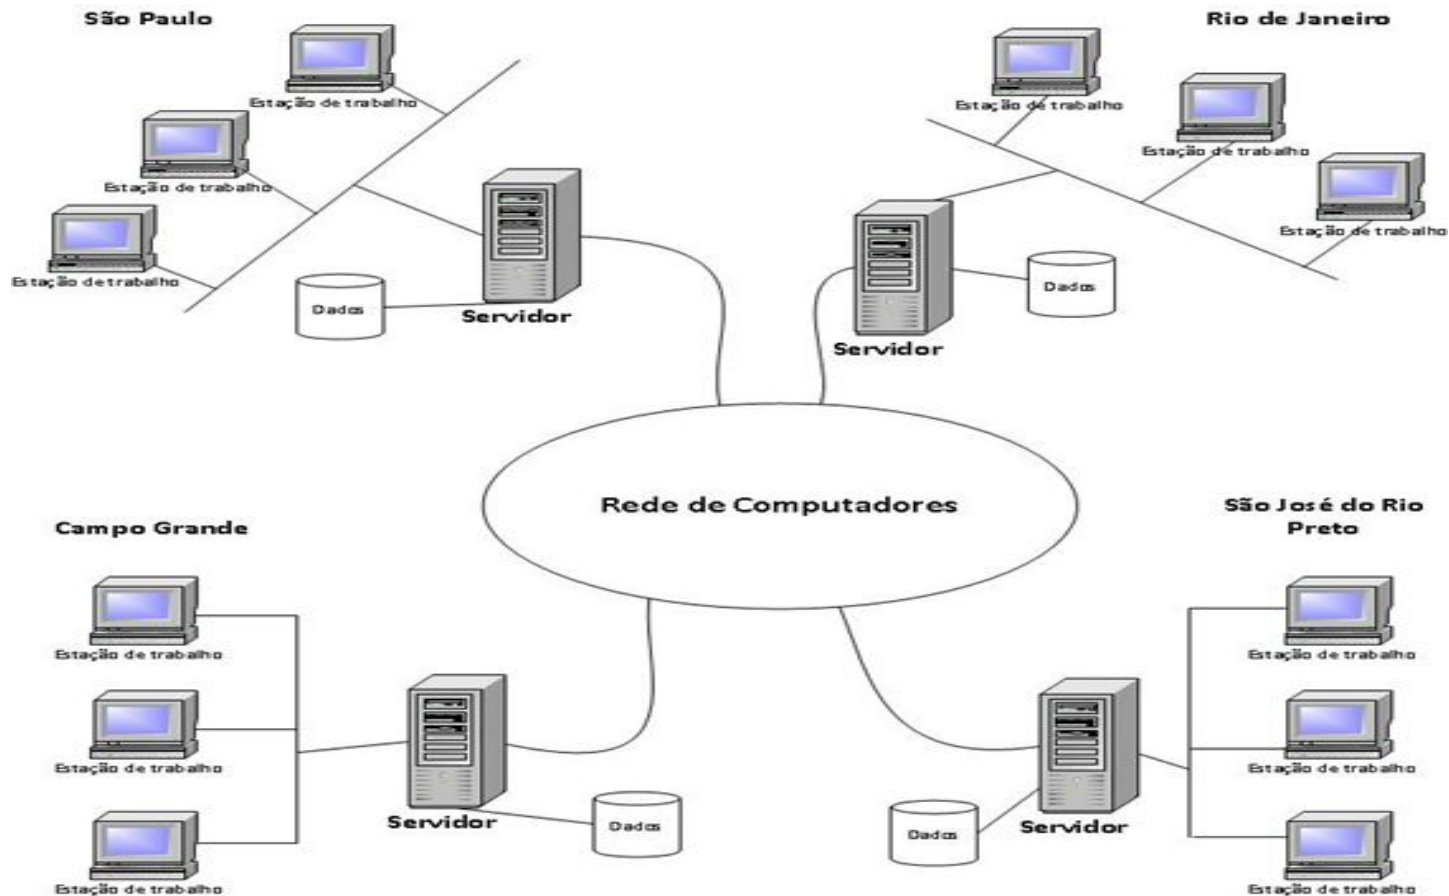 São Paulo
Estação de trabalho
Estação de trabalho
Estação de trabalho
Dados
Servidor
Rio de Janeiro
Estação de trabalho
Estação de trabalho
Estação de trabalho
Dados
Servidor
Rede de Computadores
Campo Grande
Estação de trabalho
Estação de trabalho
Estação de trabalho
Servidor
Dados
São José do Rio
Preto
Estação de trabalho
Estação de trabalho
Estação de trabalho
Servidor
Dados